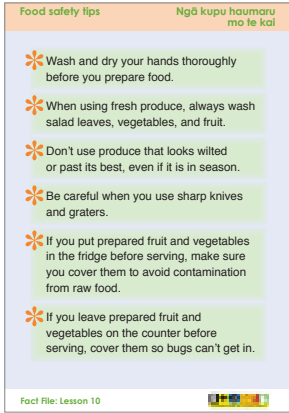 Food safety tips
Ngā kupu haumaru
mo te kai
Wash and dry your hands thoroughly
before you prepare food.
When using fresh produce, always wash
salad leaves, vegetables, and fruit.
Don't use produce that looks wilted
or past its best, even if it is in season.
Be careful when you use sharp knives
and graters.
If you put prepared fruit and vegetables
in the fridge before serving, make sure
you cover them to avoid contamination
from raw food.
If you leave prepared fruit and
vegetables on the counter before
serving, cover them so bugs can't get in.
Fact File: Lesson 10